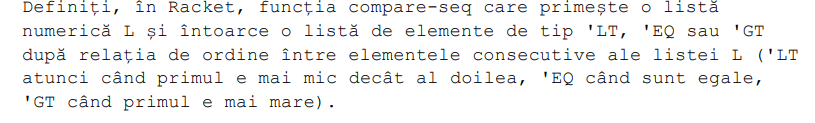 Definiți, în Racket, funcția compare-seq care primește o listă
numerică L și întoarce o listă de elemente de tip 'LT, 'EQ sau 'GT
după relația de ordine între elementele consecutive ale listei L ('LT
atunci când primul e mai mic decât al doilea, 'EQ când sunt egale,
'GT când primul e mai mare).